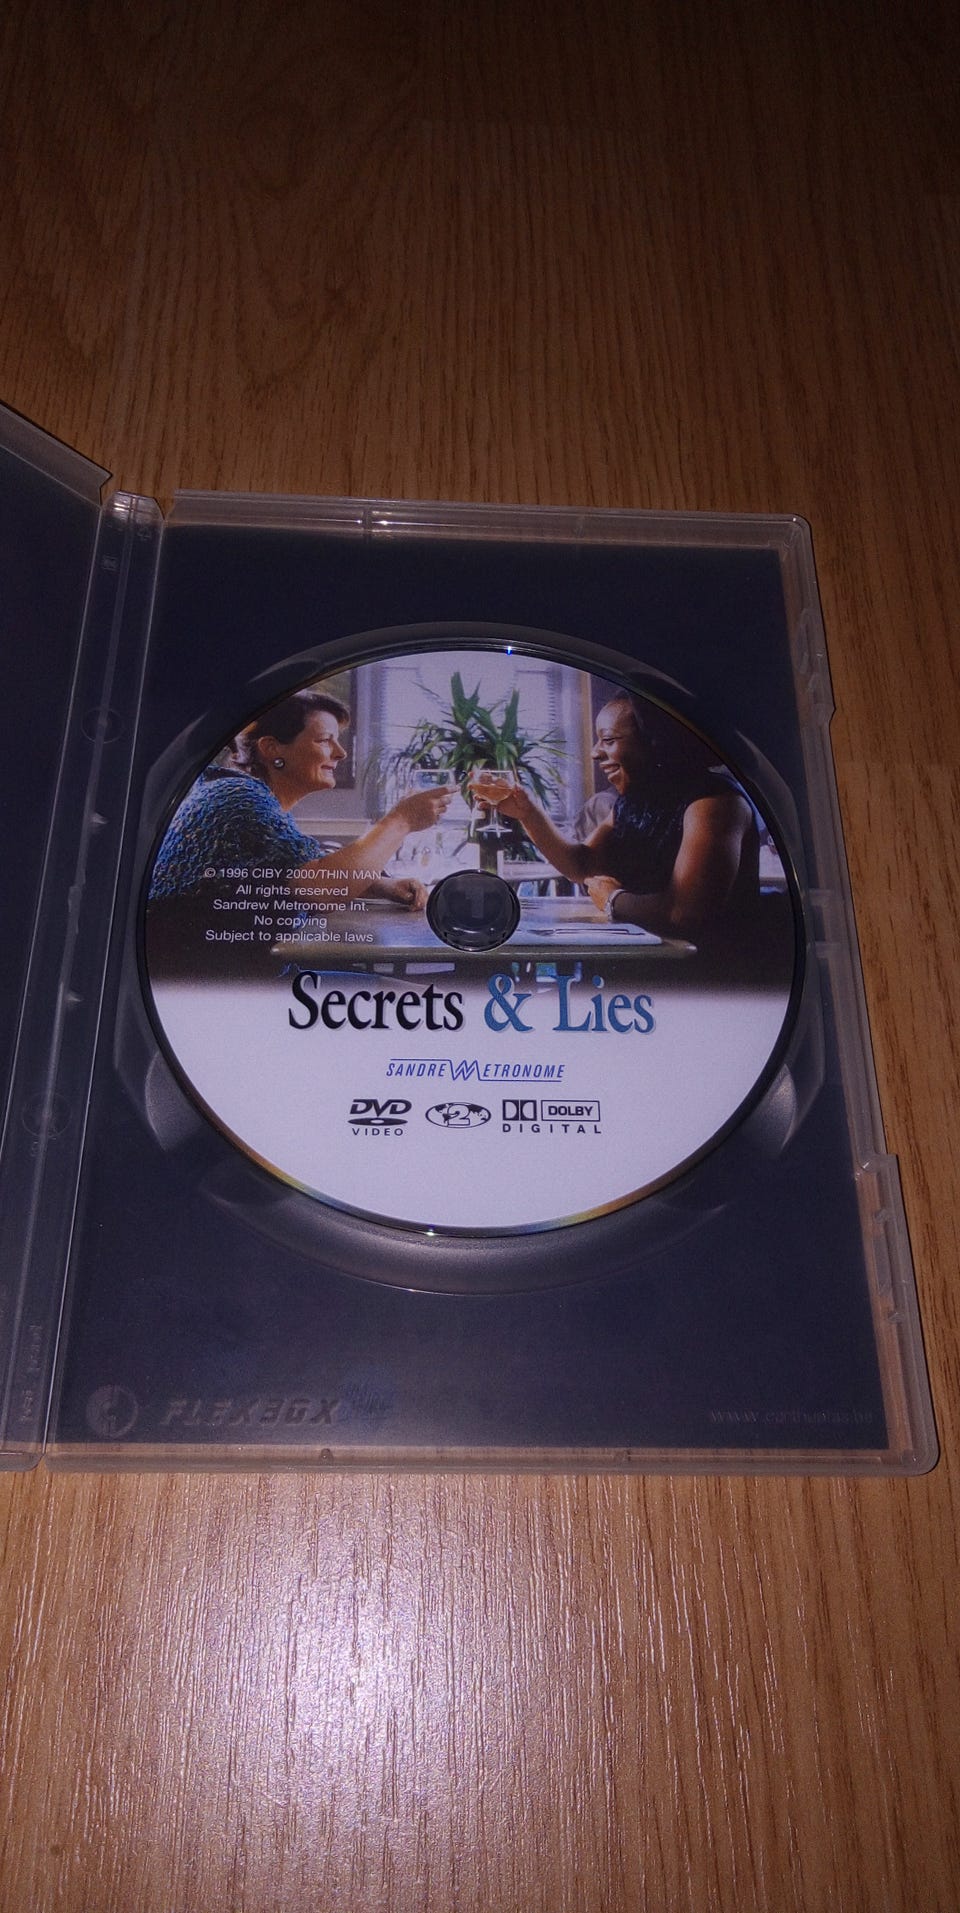 © 1996 CIBY 2000/THIN MAN
All rights reserved
Sandrew Metronome Int.
No copying
Subject to applicable laws
Secrets & Lies
SANDREW METRONOME
DVD
VIDEO
2
DOLBY
DIGITAL
FLEXBOX